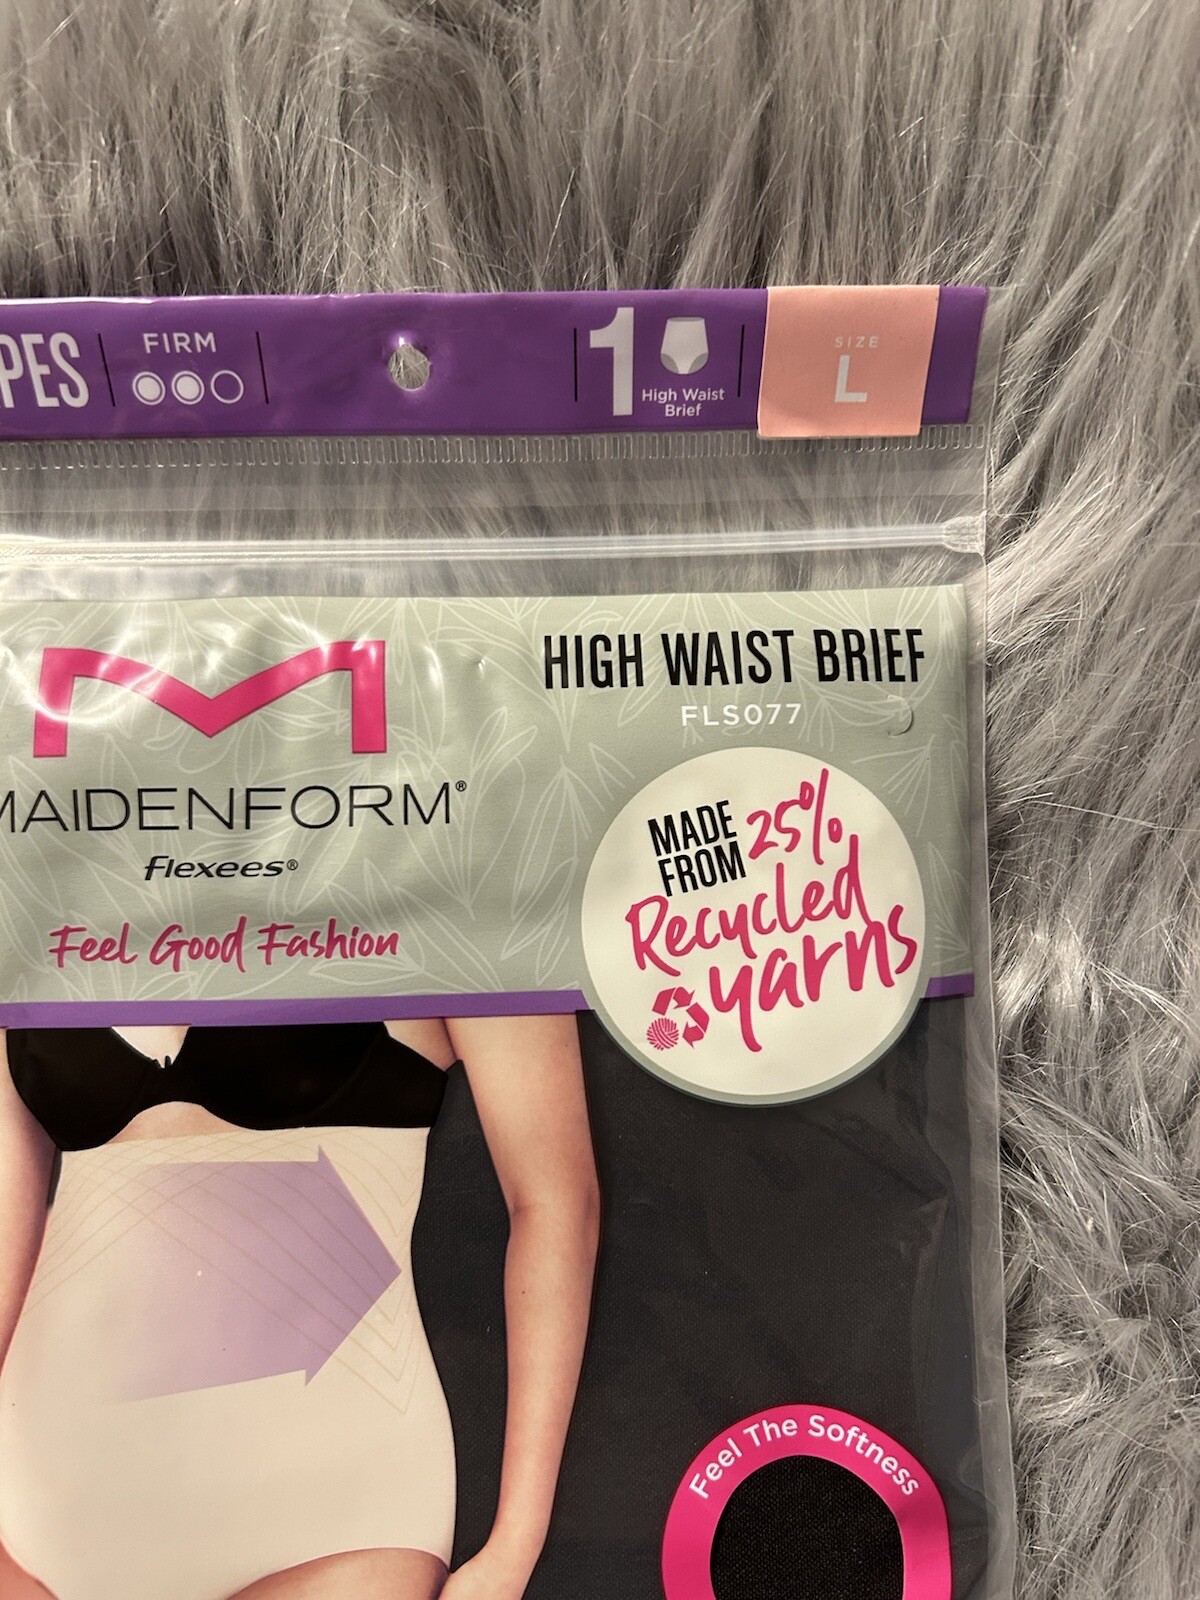 FIRM
1
High Waist
Brief
SIZE
L
HIGH WAIST BRIEF
FLS077
MAIDENFORM®
flexees®
Feel Good Fashion
MADE
FROM 25%
Recycled
yarns
Feel The Softness